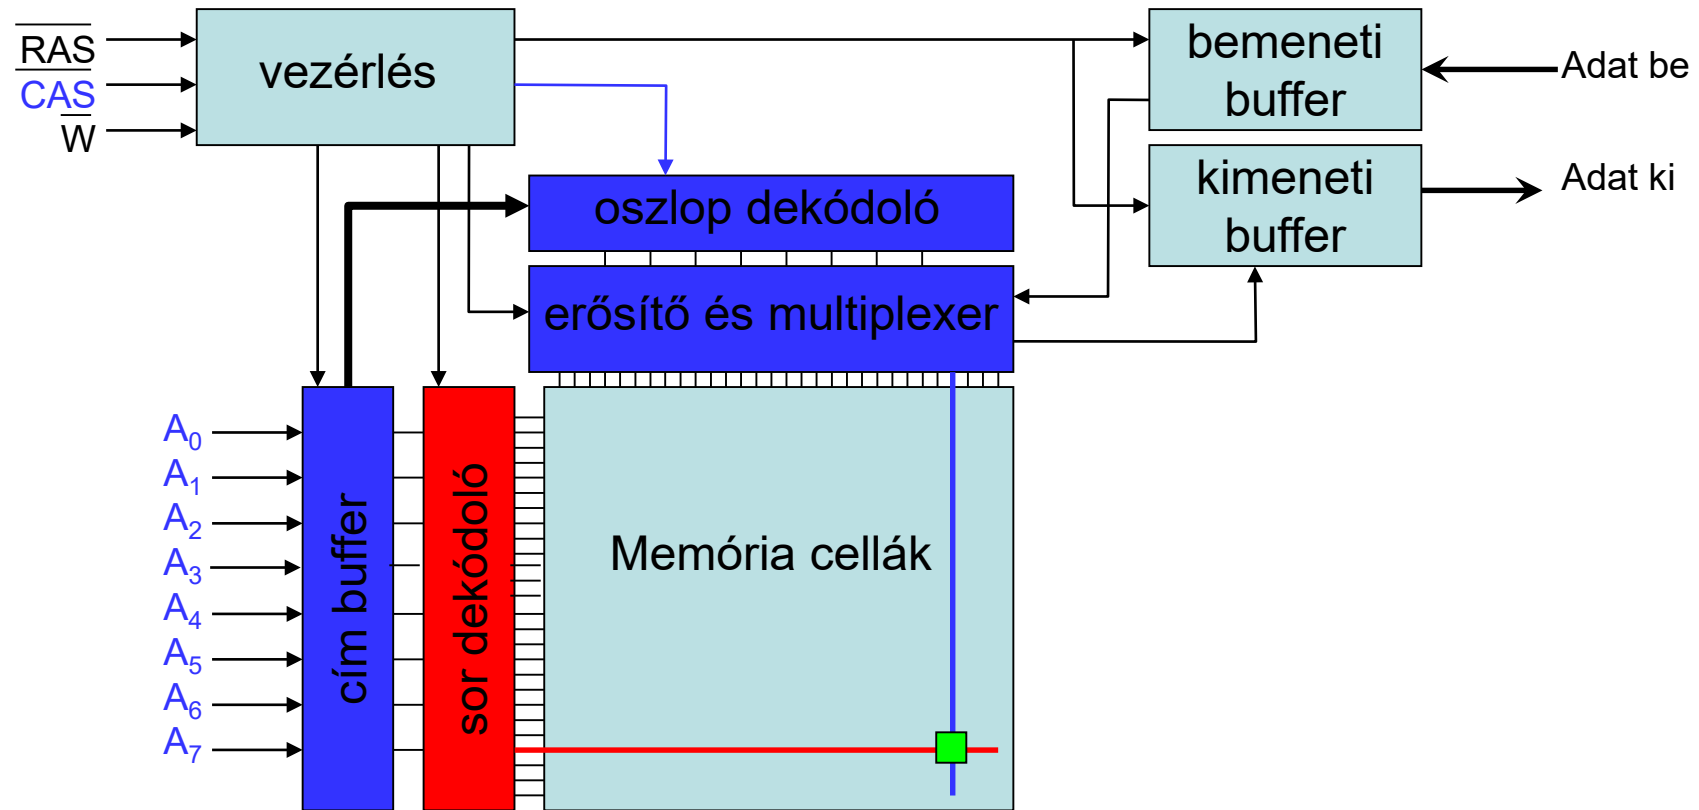 RAS
CAS
W
vezérlés
bemeneti
buffer
Adat be
kimeneti
buffer
Adat ki
oszlop dekódoló
erősítő és multiplexer
A0
A1
A2
A3
A4
A5
A6
A7
cím buffer
sor dekódoló
Memória cellák